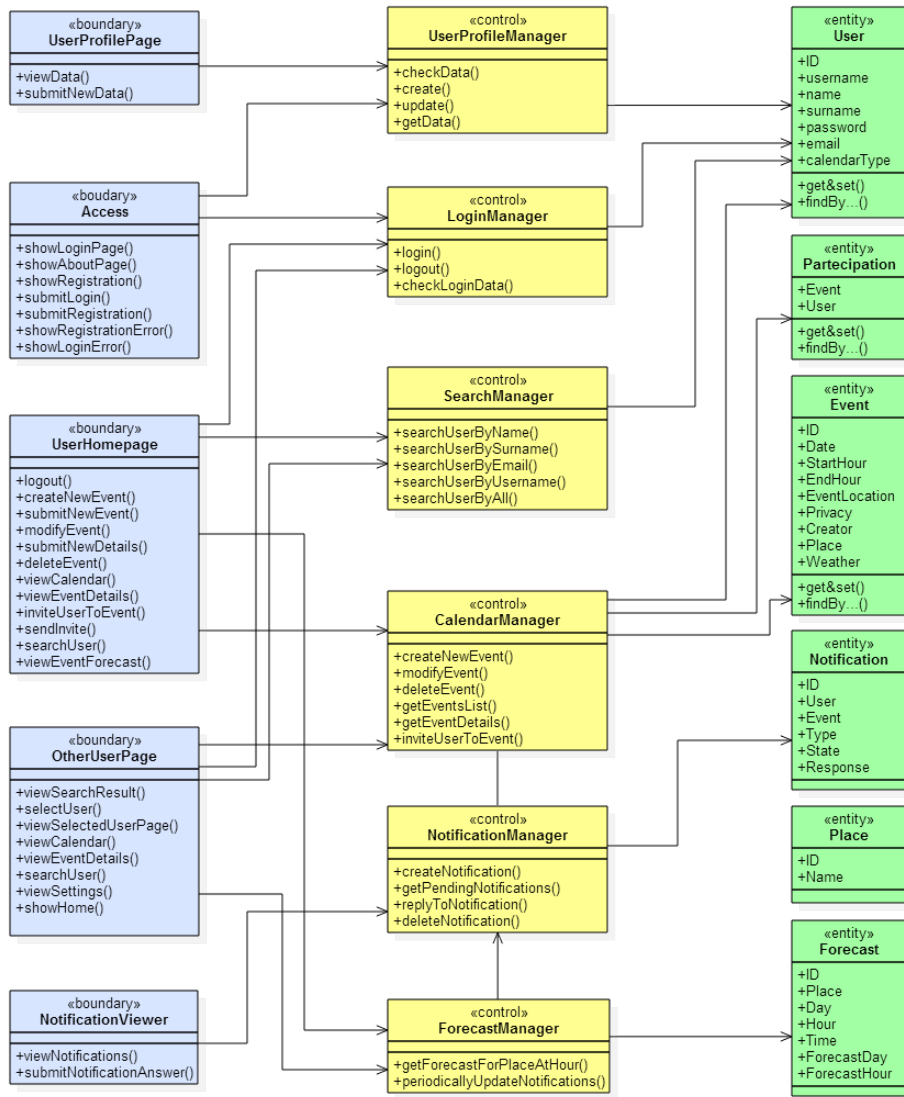 «boundary»
UserProfilePage
+viewData()
+submitNewData()
«boudary»
Access
+showLoginPage()
+showAboutPage()
+showRegistration()
+submitLogin()
+submitRegistration()
+showRegistrationError()
+showLoginError()
«boundary»
UserHomepage
+logout()
+createNewEvent()
+submitNewEvent()
+modifyEvent()
+submitNewDetails()
+deleteEvent()
+viewCalendar()
+viewEventDetails()
+inviteUserToEvent()
+sendInvite()
+searchUser()
+viewEventForecast()
«boundary»
OtherUserPage
+viewSearchResult()
+selectUser()
+viewSelectedUserPage()
+viewCalendar()
+viewEventDetails()
+searchUser()
+viewSettings()
+showHome()
«boundary»
NotificationViewer
+viewNotifications()
+submitNotificationAnswer()
«control»
UserProfileManager
+checkData()
+create()
+update()
+getData()
«control»
LoginManager
+login()
+logout()
+checkLoginData()
«control»
SearchManager
+searchUserByName()
+searchUserBySurname()
+searchUserByEmail()
+searchUserByUsername()
+searchUserByAll()
«control»
CalendarManager
+createNewEvent()
+modifyEvent()
+deleteEvent()
+getEventsList()
+getEventDetails()
+inviteUserToEvent()
«control»
NotificationManager
+createNotification()
+getPendingNotifications()
+replyToNotification()
+deleteNotification()
«control»
ForecastManager
+getForecastForPlaceAtHour()
+periodicallyUpdateNotifications()
«entity»
User
+ID
+username
+name
+surname
+password
+email
+calendarType
+get&set()
+findBy...()
«entity»
Partecipation
+Event
+User
+get&set()
+findBy...()
«entity»
Event
+ID
+Date
+StartHour
+EndHour
+EventLocation
+Privacy
+Creator
+Place
+Weather
+get&set()
+findBy...()
«entity»
Notification
+ID
+User
+Event
+Type
+State
+Response
«entity»
Place
+ID
+Name
«entity»
Forecast
+ID
+Place
+Day
+Hour
+Time
+ForecastDay
+ForecastHour